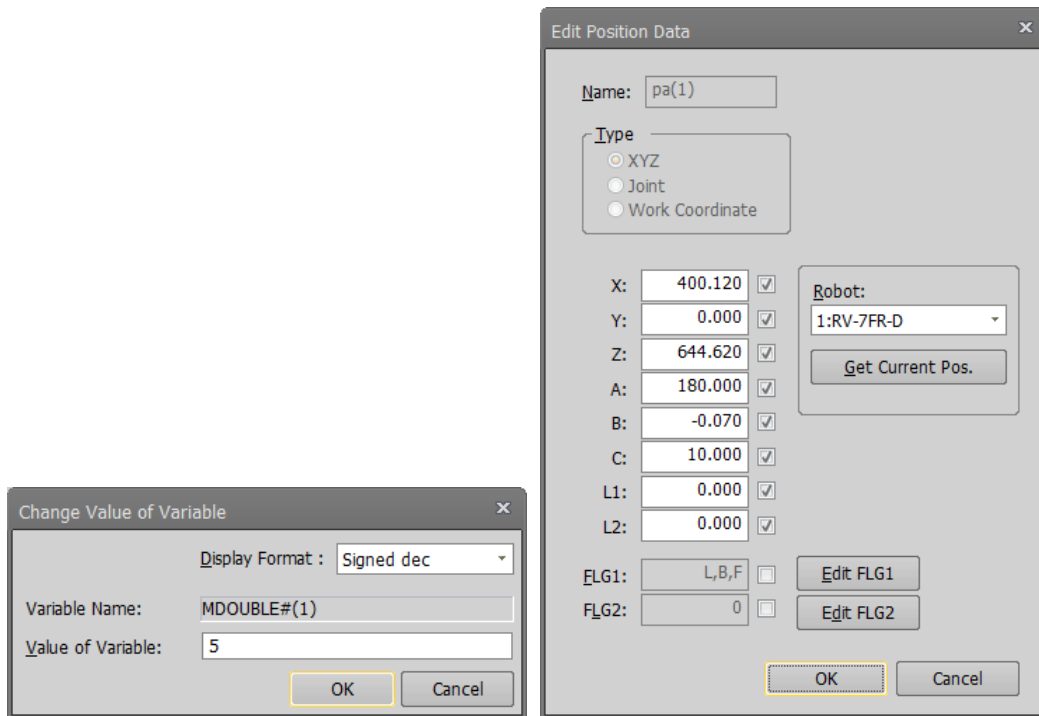 Edit Position Data
Name: pa(1)
Type
XYZ
Joint
Work Coordinate
X: 400.120
Y: 0.000
Z: 644.620
A: 180.000
B: -0.070
C: 10.000
L1: 0.000
L2: 0.000
Robot:
1:RV-7FR-D
Get Current Pos.
FLG1: L,B,F Edit FLG1
FLG2: 0 Edit FLG2
OK Cancel
Change Value of Variable
Display Format : Signed dec
Variable Name: MDOUBLE#(1)
Value of Variable: 5
OK Cancel